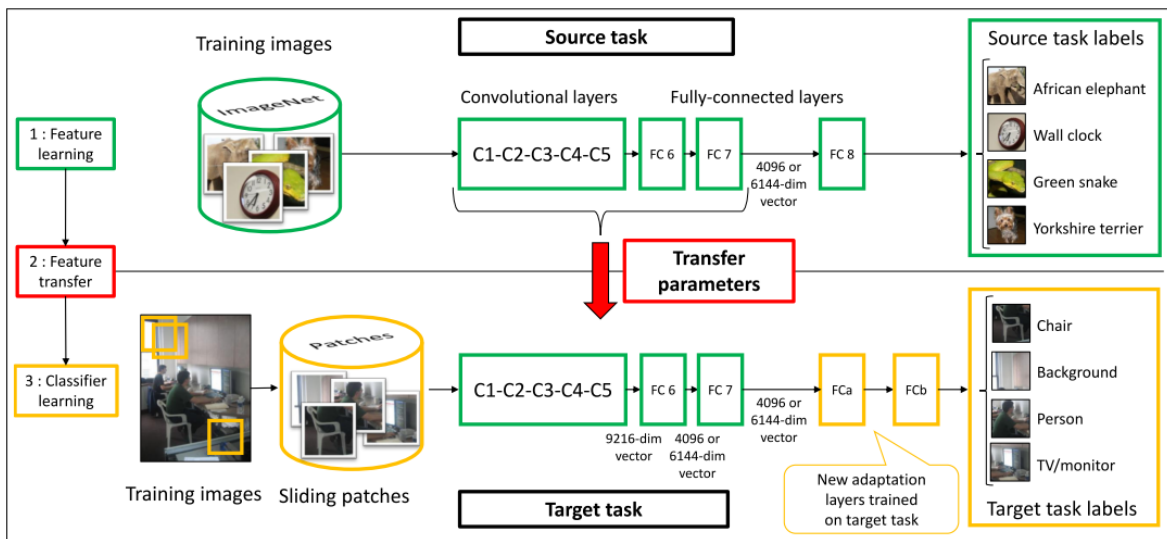 Source task
Training images
ImageNet
1 : Feature
learning
Convolutional layers
Fully-connected layers
C1-C2-C3-C4-C5
FC 6
FC 7
4096 or
6144-dim
vector
FC 8
Source task labels
African elephant
Wall clock
Green snake
Yorkshire terrier
2 : Feature
transfer
Transfer
parameters
3 : Classifier
learning
Training images
Patches
Sliding patches
C1-C2-C3-C4-C5
FC 6
FC 7
9216-dim
vector
4096 or
6144-dim
vector
4096 or
6144-dim
vector
FCa
FCb
New adaptation
layers trained
on target task
Chair
Background
Person
TV/monitor
Target task labels
Target task